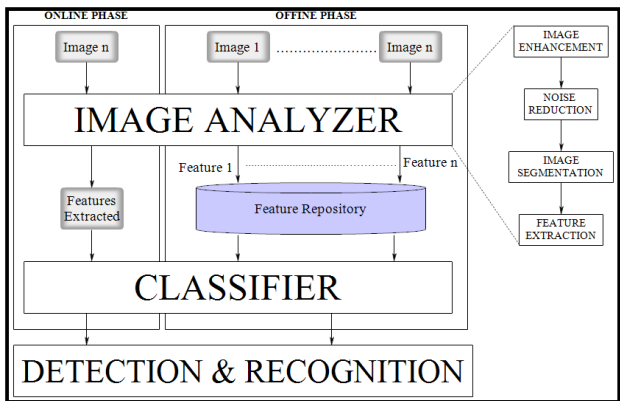 ONLINE PHASE
OFFINE PHASE
Image n
Image 1
Image n
IMAGE ANALYZER
Feature 1
Feature n
Features
Extracted
Feature Repository
CLASSIFIER
DETECTION & RECOGNITION
IMAGE
ENHANCEMENT
NOISE
REDUCTION
IMAGE
SEGMENTATION
FEATURE
EXTRACTION